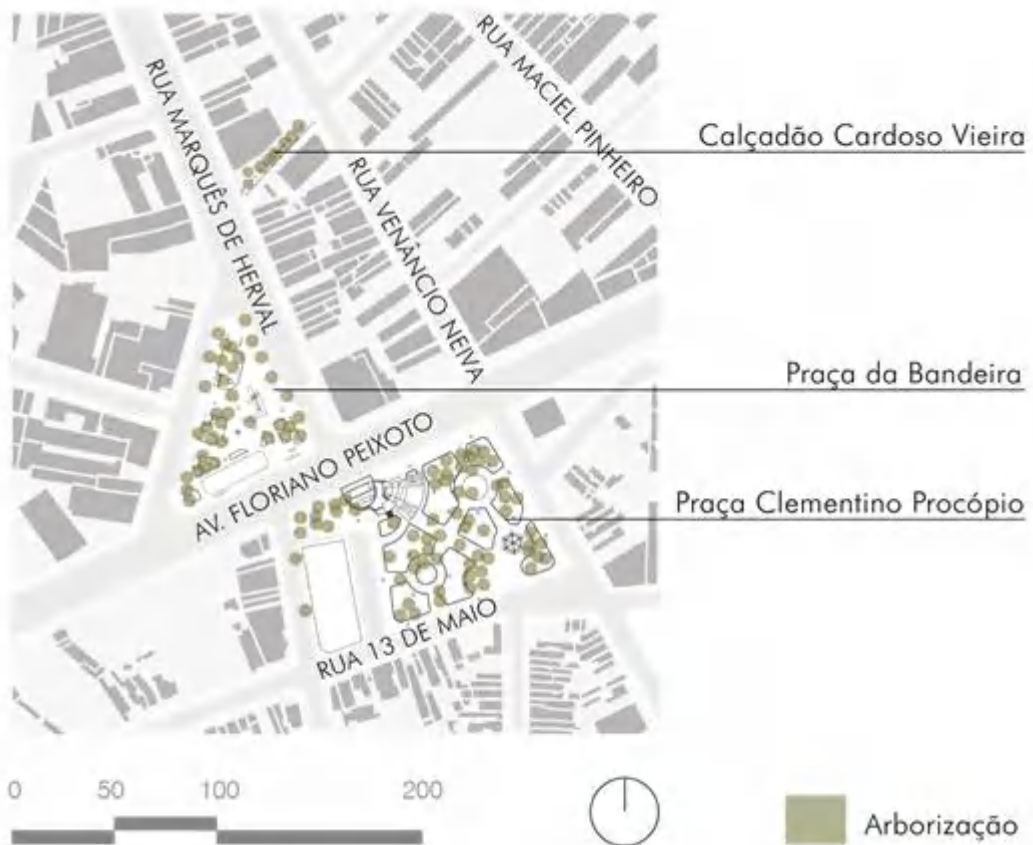 RUA MACIEL PINHEIRO
RUA MARQUÊS DE HERVAL
Calçadão Cardoso Vieira
RUA VENÂNCIO NEIVA
Praça da Bandeira
AV. FLORIANO PEIXOTO
Praça Clementino Procópio
RUA 13 DE MAIO
0 50 100 200
Arborização